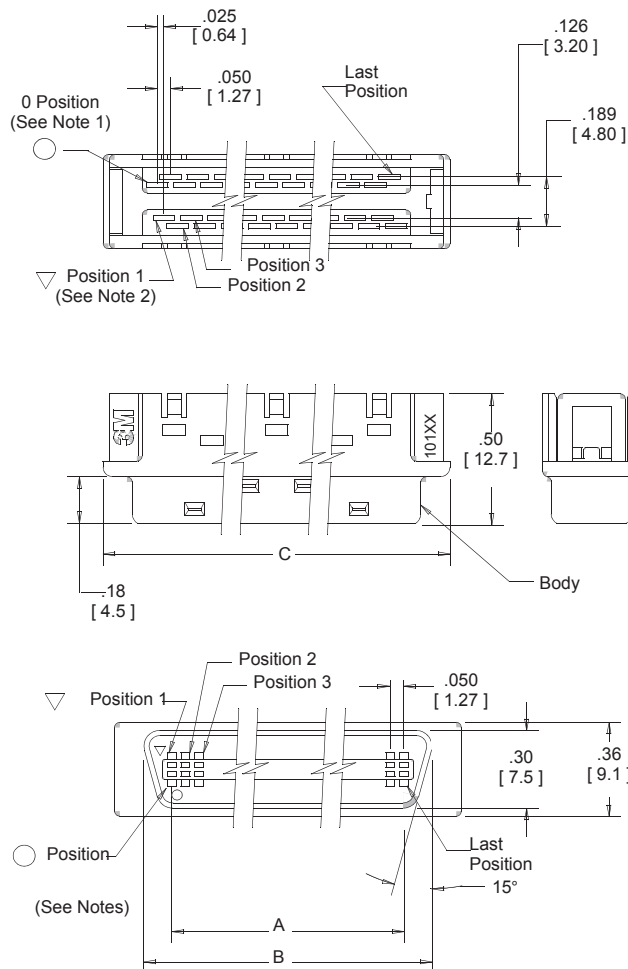 .025
[ 0.64 ]
.126
[ 3.20 ]
.050
[ 1.27 ]
Last
Position
0 Position
(See Note 1)
.189
[ 4.80 ]
Position 3
Position 1
Position 2
(See Note 2)
3M
101XX
.50
[ 12.7 ]
C
.18
[ 4.5 ]
Body
Position 2
Position 3
Position 1
.050
[ 1.27 ]
.30
[ 7.5 ]
.36
[ 9.1 ]
Position
Last
Position
15°
(See Notes)
A
B